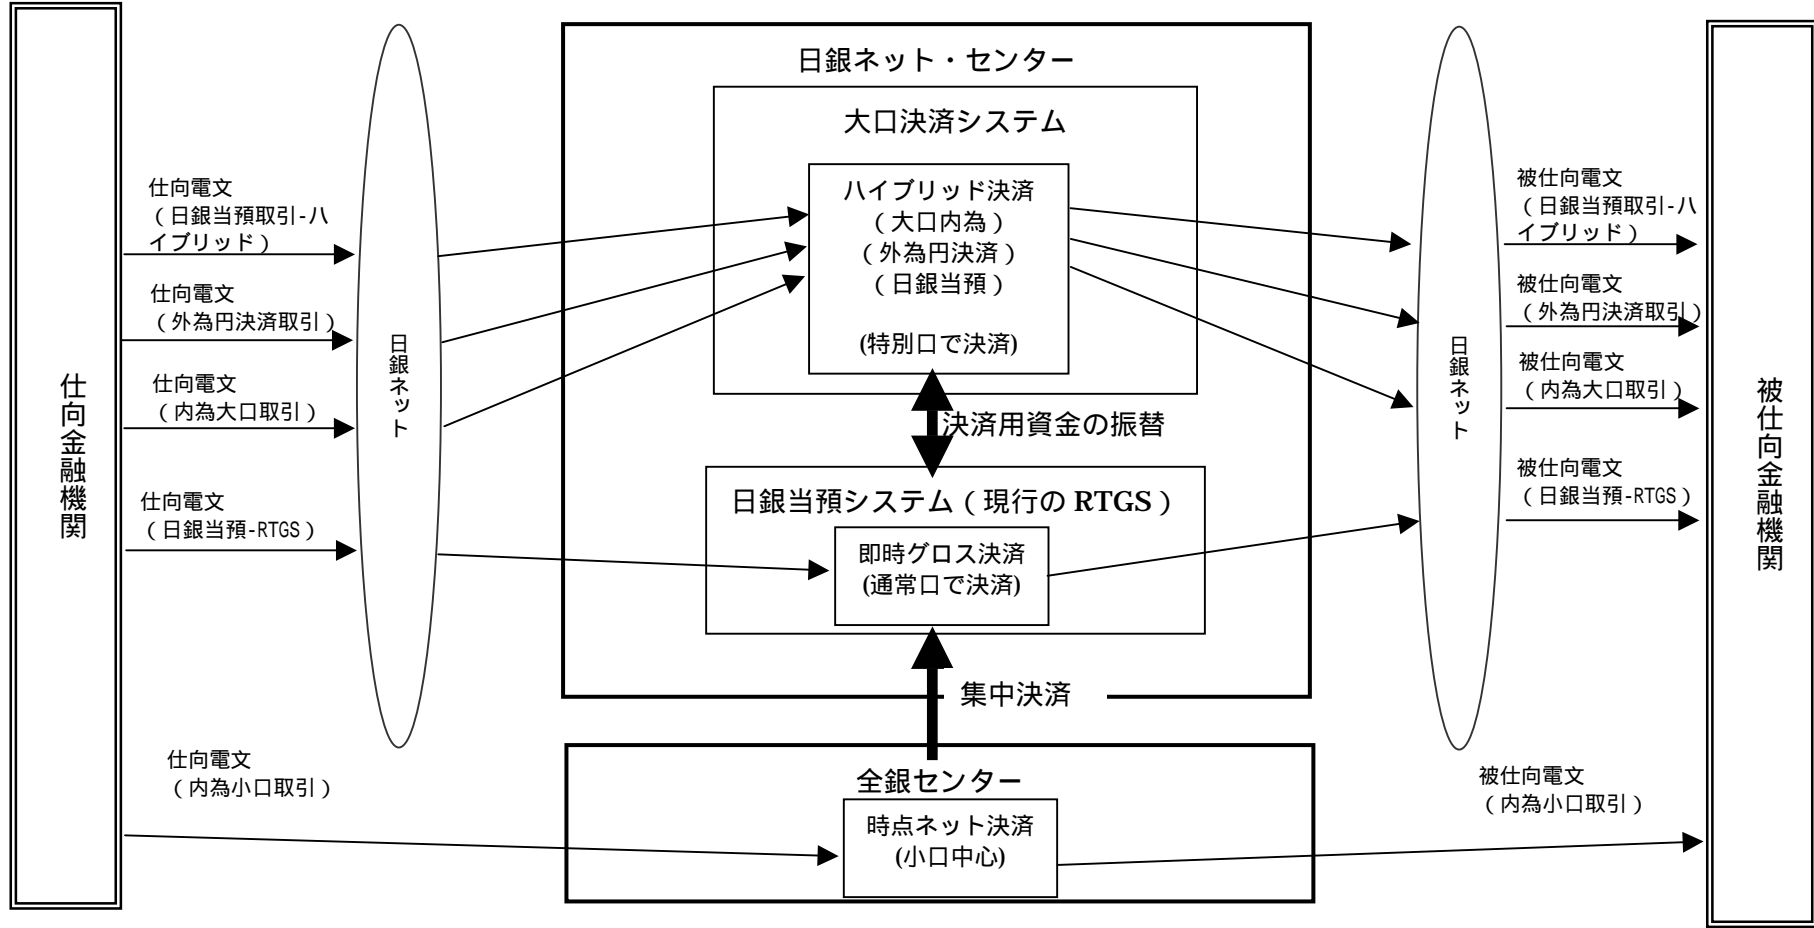 日銀ネット・センター
大口決済システム
ハイブリッド決済
（大口内為）
（外為円決済）
（日銀当預）
(特別口で決済)
決済用資金の振替
日銀当預システム（現行の RTGS）
即時グロス決済
(通常口で決済)
集中決済
全銀センター
時点ネット決済
(小口中心)
仕向金融機関
仕向電文
（日銀当預取引-ハ
イブリッド）
仕向電文
（外為円決済取引）
仕向電文
（内為大口取引）
仕向電文
（日銀当預-RTGS）
仕向電文
（内為小口取引）
日銀ネット
日銀ネット
被仕向電文
（日銀当預取引-ハ
イブリッド）
被仕向電文
（外為円決済取引）
被仕向電文
（内為大口取引）
被仕向電文
（日銀当預-RTGS）
被仕向電文
（内為小口取引）
被仕向金融機関